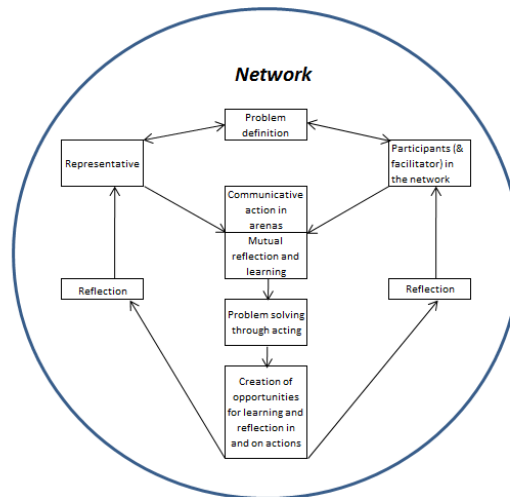 Network
Problem
definition
Representative
Participants (&
facilitator) in
the network
Communicative
action in
arenas
Mutual
reflection and
learning
Reflection
Reflection
Problem solving
through acting
Creation of
opportunities
for learning and
reflection in
and on actions